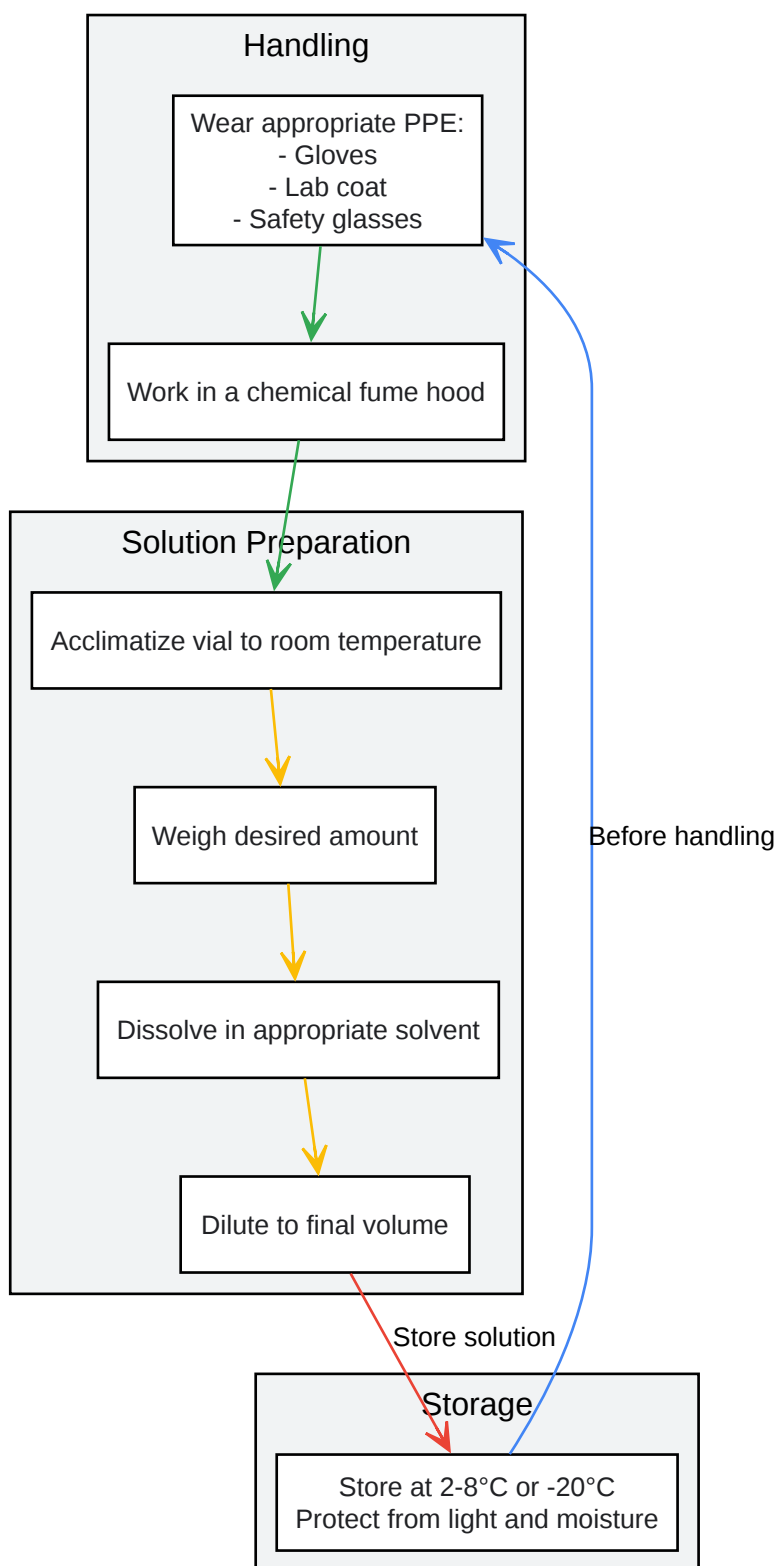 Handling
Wear appropriate PPE:
- Gloves
- Lab coat
- Safety glasses
Work in a chemical fume hood
Solution Preparation
Acclimatize vial to room temperature
Weigh desired amount
Before handling
Dissolve in appropriate solvent
Dilute to final volume
Store solution
Storage
Store at 2-8°C or -20°C
Protect from light and moisture